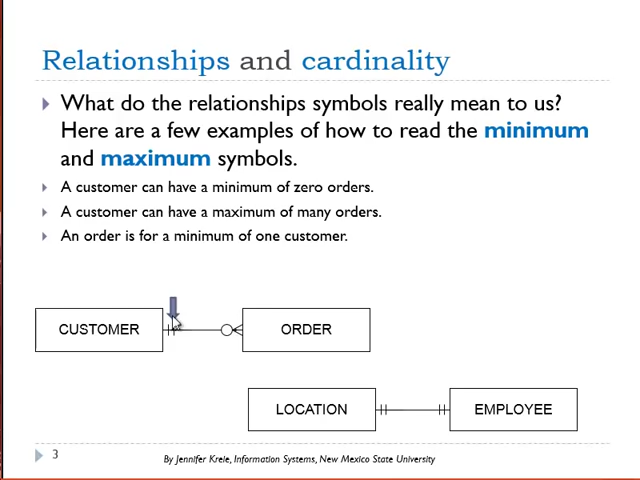 Relationships and cardinality
What do the relationships symbols really mean to us?
Here are a few examples of how to read the minimum
and maximum symbols.
A customer can have a minimum of zero orders.
A customer can have a maximum of many orders.
An order is for a minimum of one customer.
CUSTOMER
ORDER
LOCATION
EMPLOYEE
3
By Jennifer Kreie, Information Systems, New Mexico State University